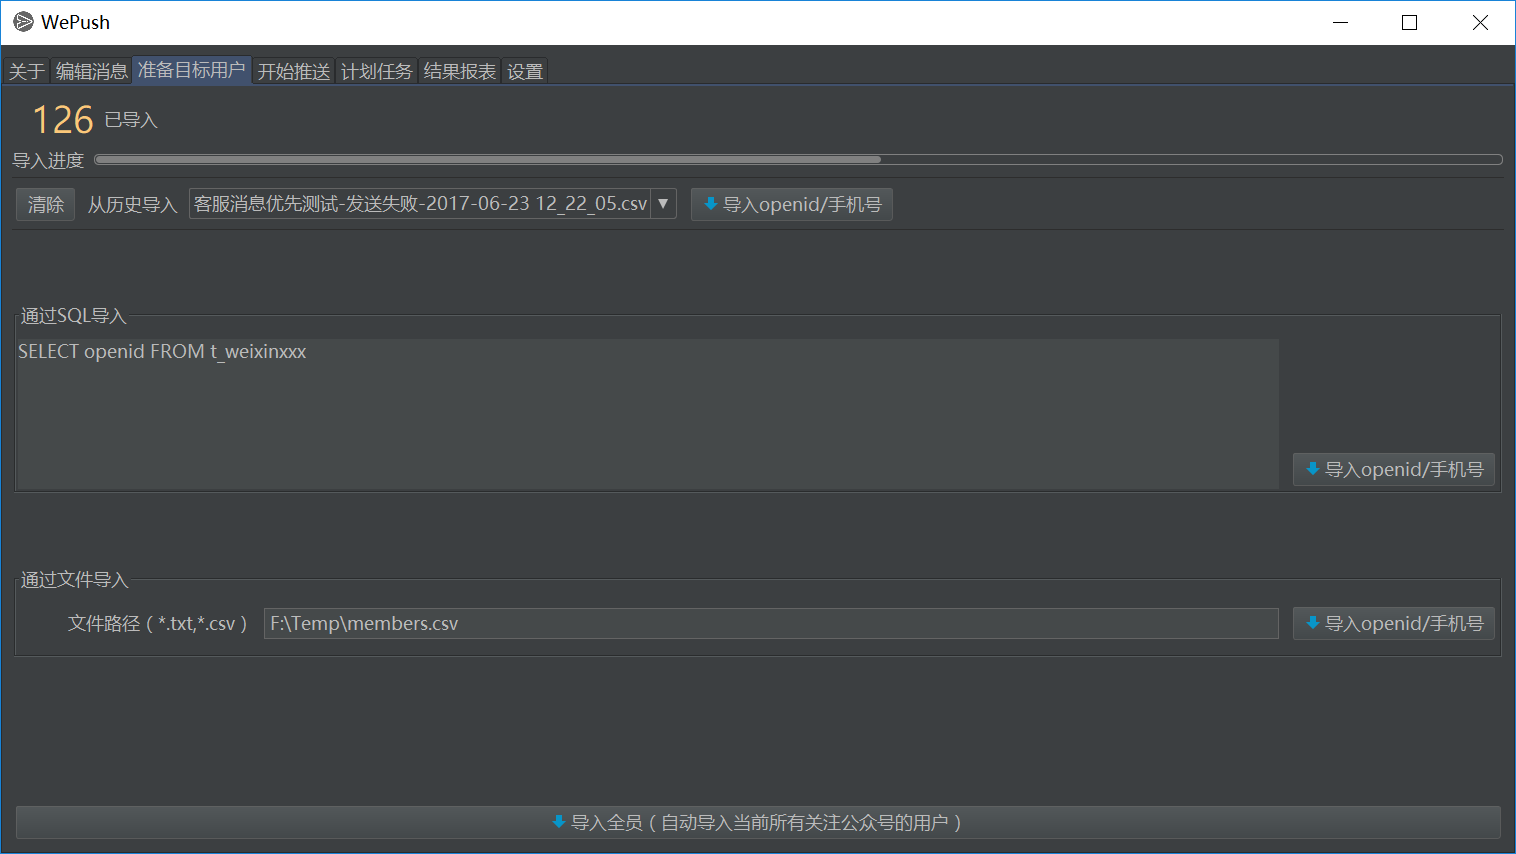 WePush
关于 编辑消息 准备目标用户 开始推送 计划任务 结果报表 设置
126 已导入
导入进度
清除 从历史导入 客服消息优先测试-发送失败-2017-06-23 12_22_05.csv 导入openid/手机号
通过SQL导入
SELECT openid FROM t_weixinxxx
导入openid/手机号
通过文件导入
文件路径（*.txt,*.csv） F:\Temp\members.csv 导入openid/手机号
导入全员（自动导入当前所有关注公众号的用户）